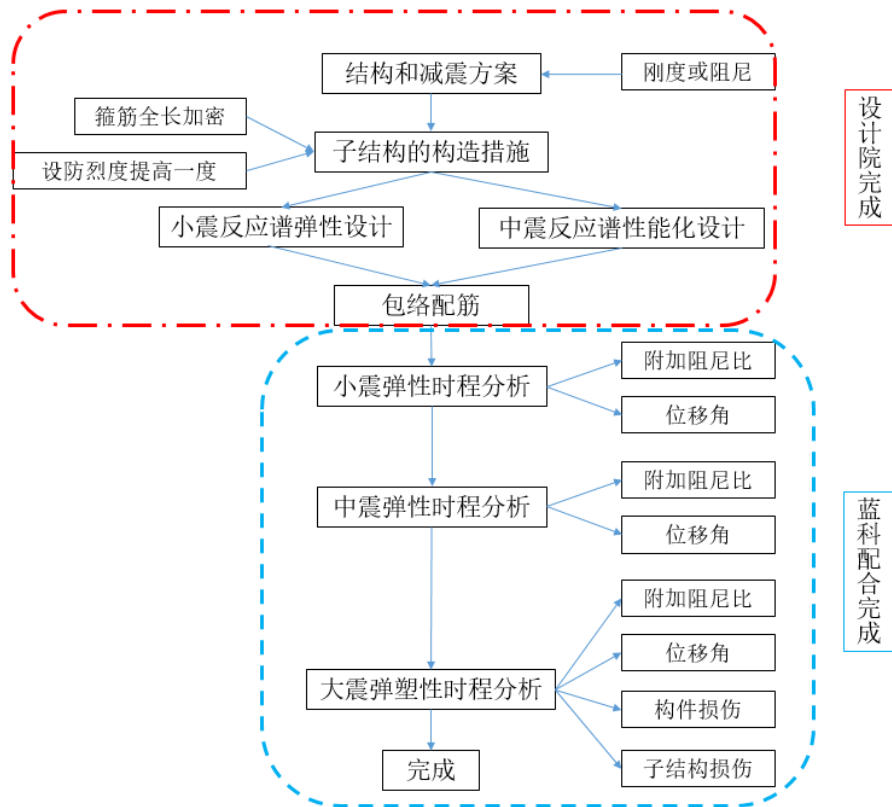 结构和减震方案
刚度或阻尼
箍筋全长加密
子结构的构造措施
设防烈度提高一度
小震反应谱弹性设计
中震反应谱性能化设计
包络配筋
设计院完成
小震弹性时程分析
附加阻尼比
位移角
中震弹性时程分析
附加阻尼比
位移角
大震弹塑性时程分析
附加阻尼比
位移角
构件损伤
子结构损伤
完成
蓝科配合完成